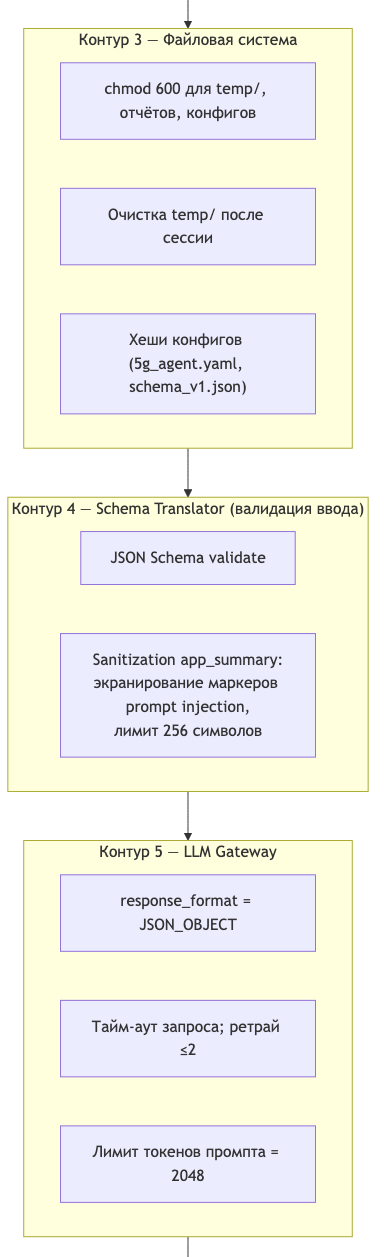 Контур 3 — Файловая система
chmod 600 для temp/,
отчётов, конфигов
Очистка temp/ после
сессии
Хеши конфигов
(5g_agent.yaml,
schema_v1.json)
Контур 4 — Schema Translator (валидация ввода)
JSON Schema validate
Sanitization app_summary:
экранирование маркеров
prompt injection,
лимит 256 символов
Контур 5 — LLM Gateway
response_format =
JSON_OBJECT
Тайм-аут запроса; ретрай
≤2
Лимит токенов промпта =
2048